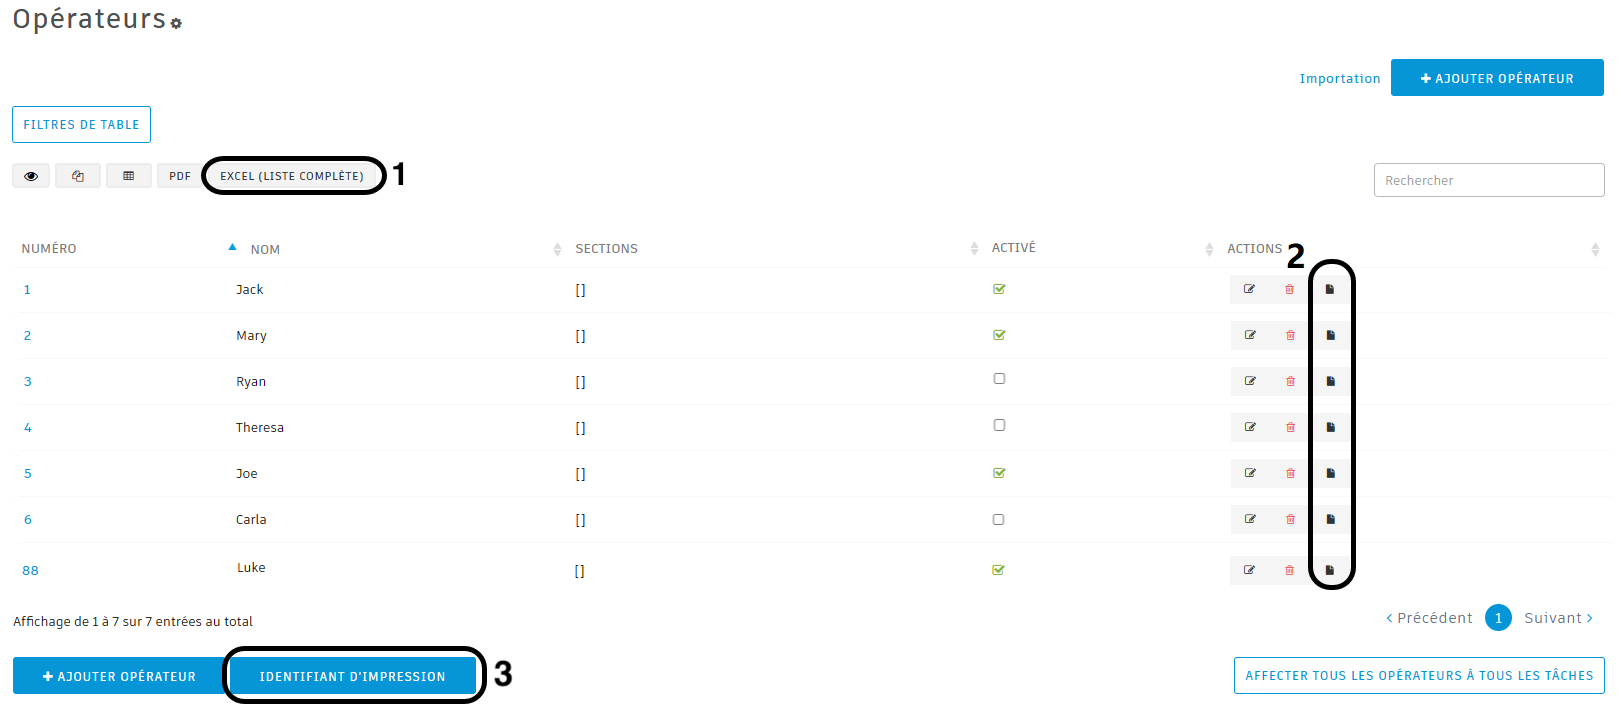 Opérateurs
Importation
AJOUTER OPÉRATEUR
FILTRES DE TABLE
PDF EXCEL (LISTE COMPLÈTE) 1
Rechercher
NUMÉRO NOM SECTIONS ACTIVÉ ACTIONS 2
1 Jack []
2 Mary []
3 Ryan []
4 Theresa []
5 Joe []
6 Carla []
88 Luke []
Affichage de 1 à 7 sur 7 entrées au total
< Précédent 1 Suivant >
AJOUTER OPÉRATEUR IDENTIFIANT D'IMPRESSION 3
AFFECTER TOUS LES OPÉRATEURS À TOUS LES TÂCHES